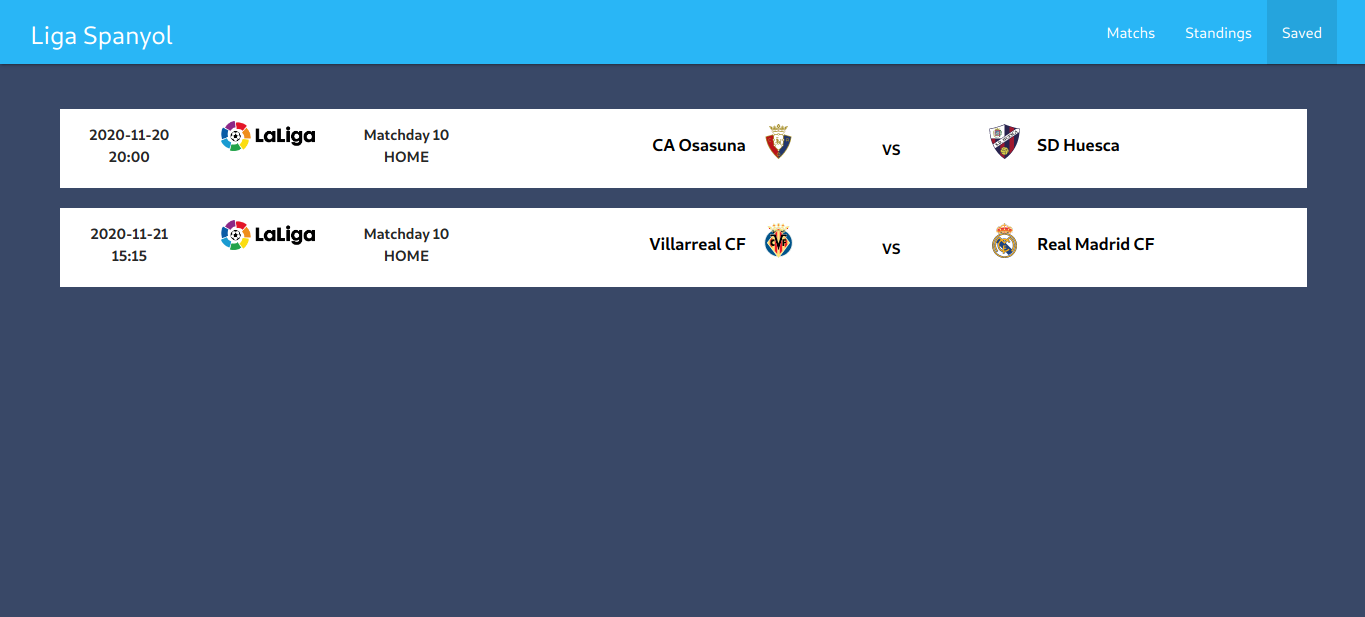 Liga Spanyol
Matchs Standings Saved
2020-11-20
20:00
LaLiga
Matchday 10
HOME
CA Osasuna
vs
SD Huesca
2020-11-21
15:15
LaLiga
Matchday 10
HOME
Villarreal CF
vs
Real Madrid CF